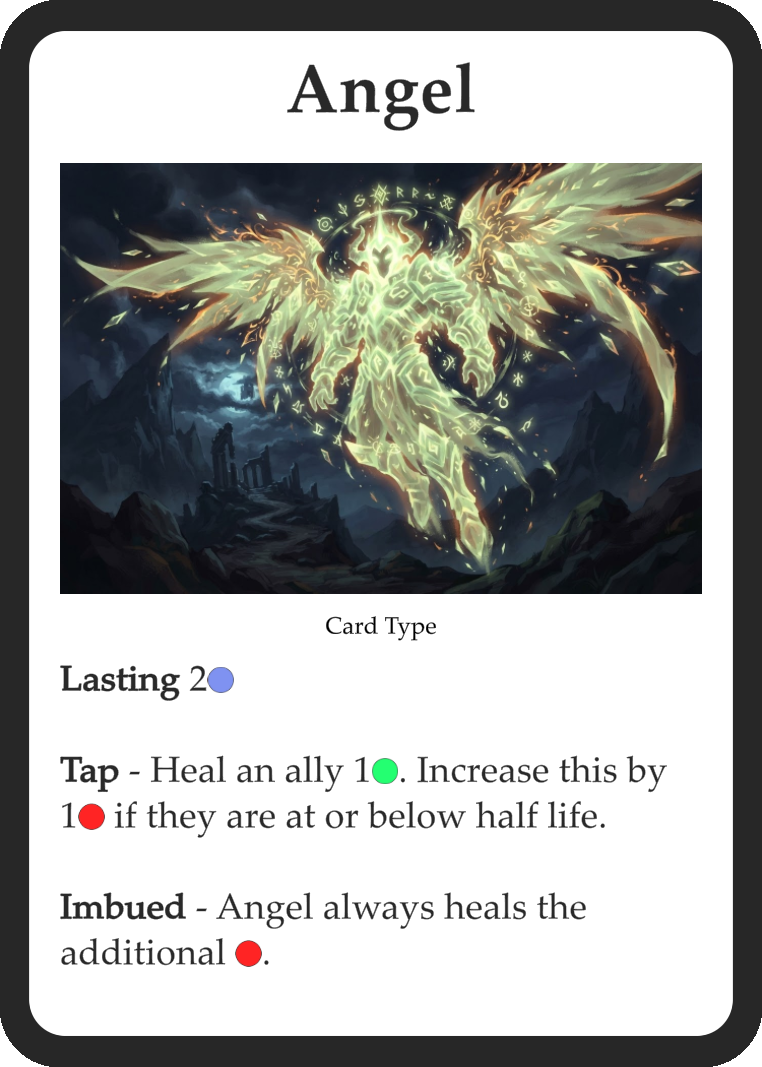 Angel
Card Type
Lasting 2
Tap - Heal an ally 1. Increase this by
1 if they are at or below half life.
Imbued - Angel always heals the
additional .